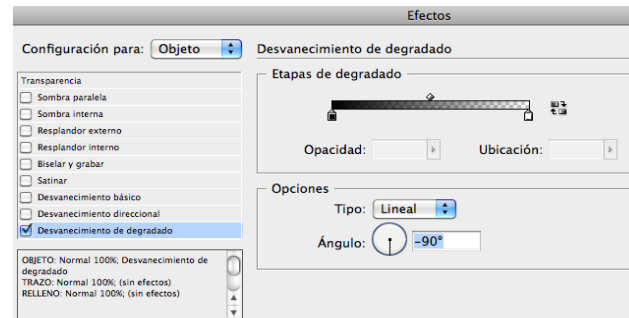 Efectos
Configuración para: Objeto
Transparencia
Sombra paralela
Sombra interna
Resplandor externo
Resplandor interno
Biselar y grabar
Satinar
Desvanecimiento básico
Desvanecimiento direccional
Desvanecimiento de degradado
OBJETO: Normal 100%; Desvanecimiento de
degradado
TRAZO: Normal 100%; (sin efectos)
RELLENO: Normal 100%; (sin efectos)
Desvanecimiento de degradado
Etapas de degradado
Opacidad: Ubicación:
Opciones
Tipo: Lineal
Ángulo: -90°